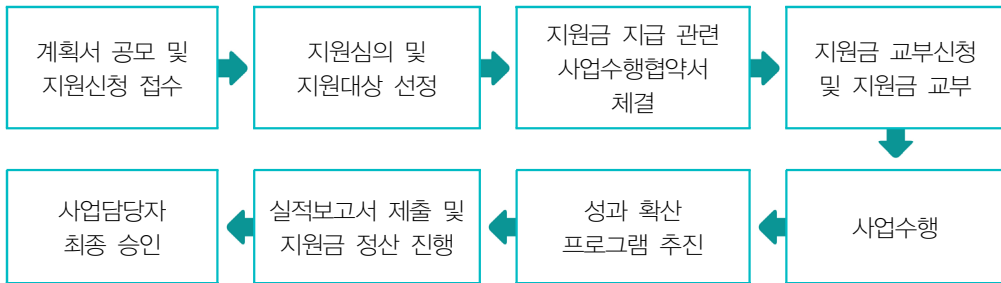 계획서 공모 및
지원신청 접수
지원심의 및
지원대상 선정
지원금 지급 관련
사업수행협약서
체결
지원금 교부신청
및 지원금 교부
사업수행
성과 확산
프로그램 추진
실적보고서 제출 및
지원금 정산 진행
사업담당자
최종 승인